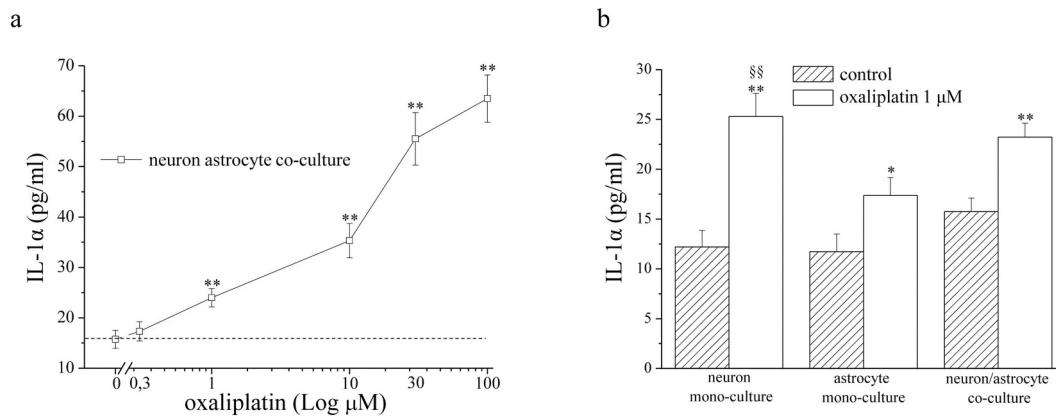 a
IL-1α (pg/ml)
70
60
50
40
30
20
10
neuron astrocyte co-culture
**
**
**
**
0 0,3 1 10 30 100
oxaliplatin (Log μM)
b
IL-1α (pg/ml)
30
25
20
15
10
5
0
control
oxaliplatin 1 μM
§§
**
*
**
neuron
mono-culture
astrocyte
mono-culture
neuron/astrocyte
co-culture